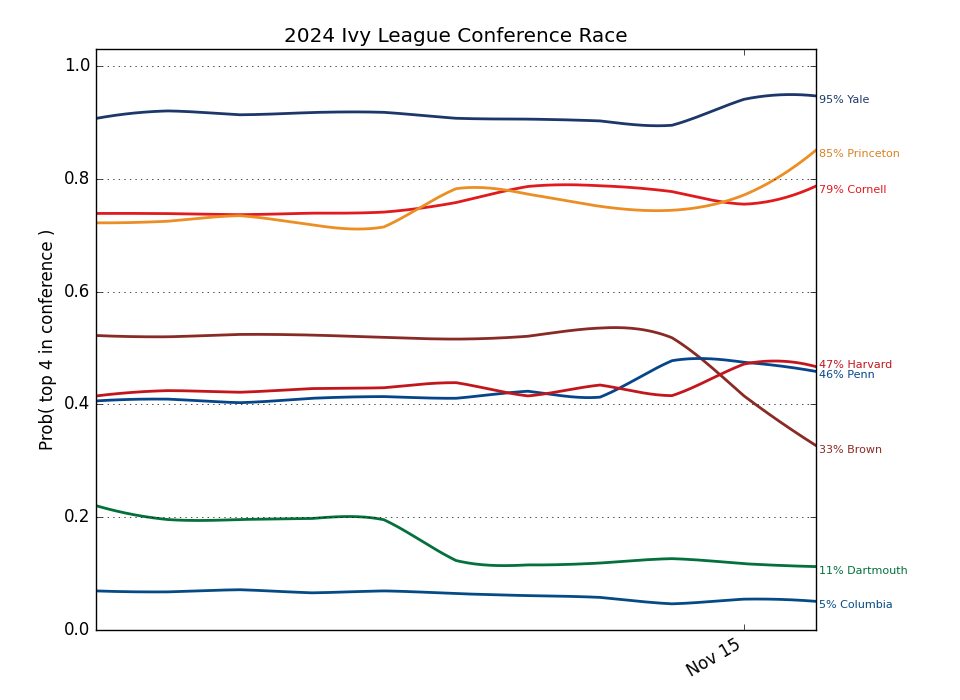 2024 Ivy League Conference Race
1.0
0.8
0.6
0.4
0.2
0.0
Prob( top 4 in conference )
95% Yale
85% Princeton
79% Cornell
47% Harvard
46% Penn
33% Brown
11% Dartmouth
5% Columbia
Nov 15